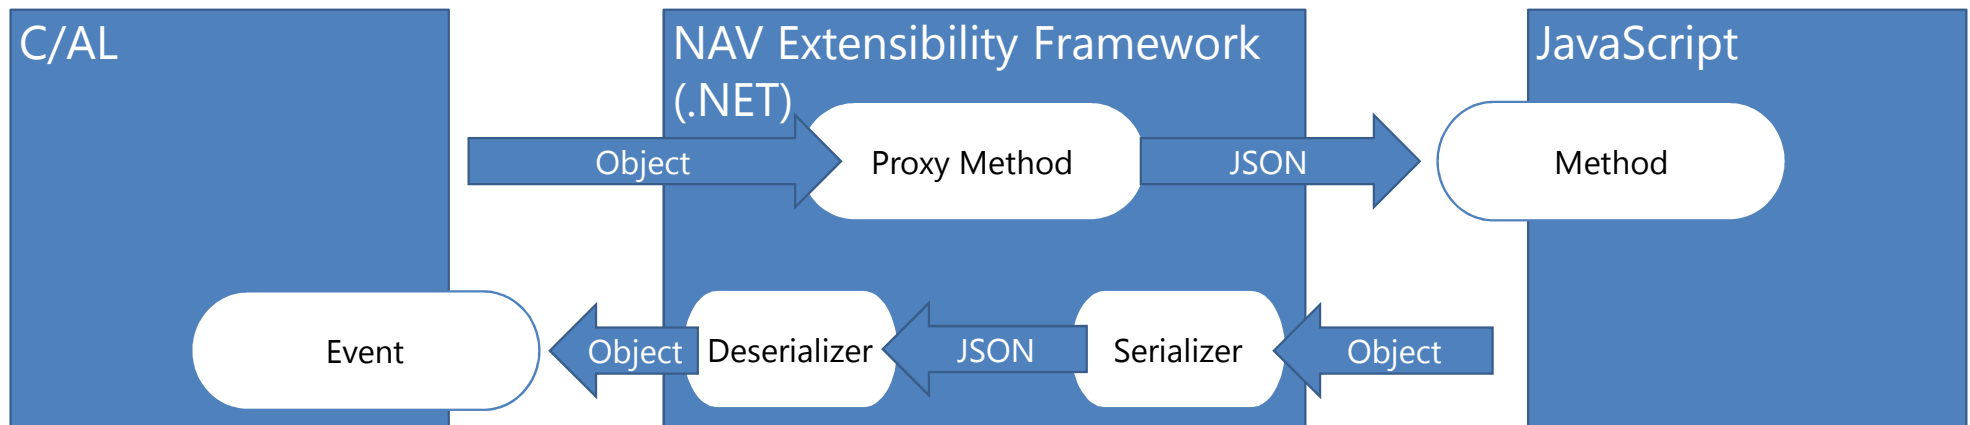 C/AL
NAV Extensibility Framework
(.NET)
JavaScript
Object
Proxy Method
JSON
Method
Event
Object
Deserializer
JSON
Serializer
Object